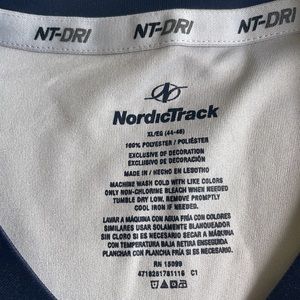 NT-DRI NT-DRI NT-DRI
NordicTrack
XL/EG (44-46)
100% POLYESTER / POLIÉSTER
EXCLUSIVE OF DECORATION
EXCLUSIVO DE DECORACIÓN
MADE IN / HECHO EN LESOTHO
MACHINE WASH COLD WITH LIKE COLORS
ONLY NON-CHLORINE BLEACH WHEN NEEDED
TUMBLE DRY LOW. REMOVE PROMPTLY
COOL IRON IF NEEDED.
LAVAR A MÁQUINA CON AGUA FRÍA CON COLORES
SIMILARES USAR SOLAMENTE BLANQUEADOR
SIN CLORO SI ES NECESARIO SECAR A MÁQUINA
CON TEMPERATURA BAJA RETIRA ENSEGUIDA
PLANCHAR CON PLANCHA FRÍA SI ES NECESARIO.
RN 15099
4718281781116 C1